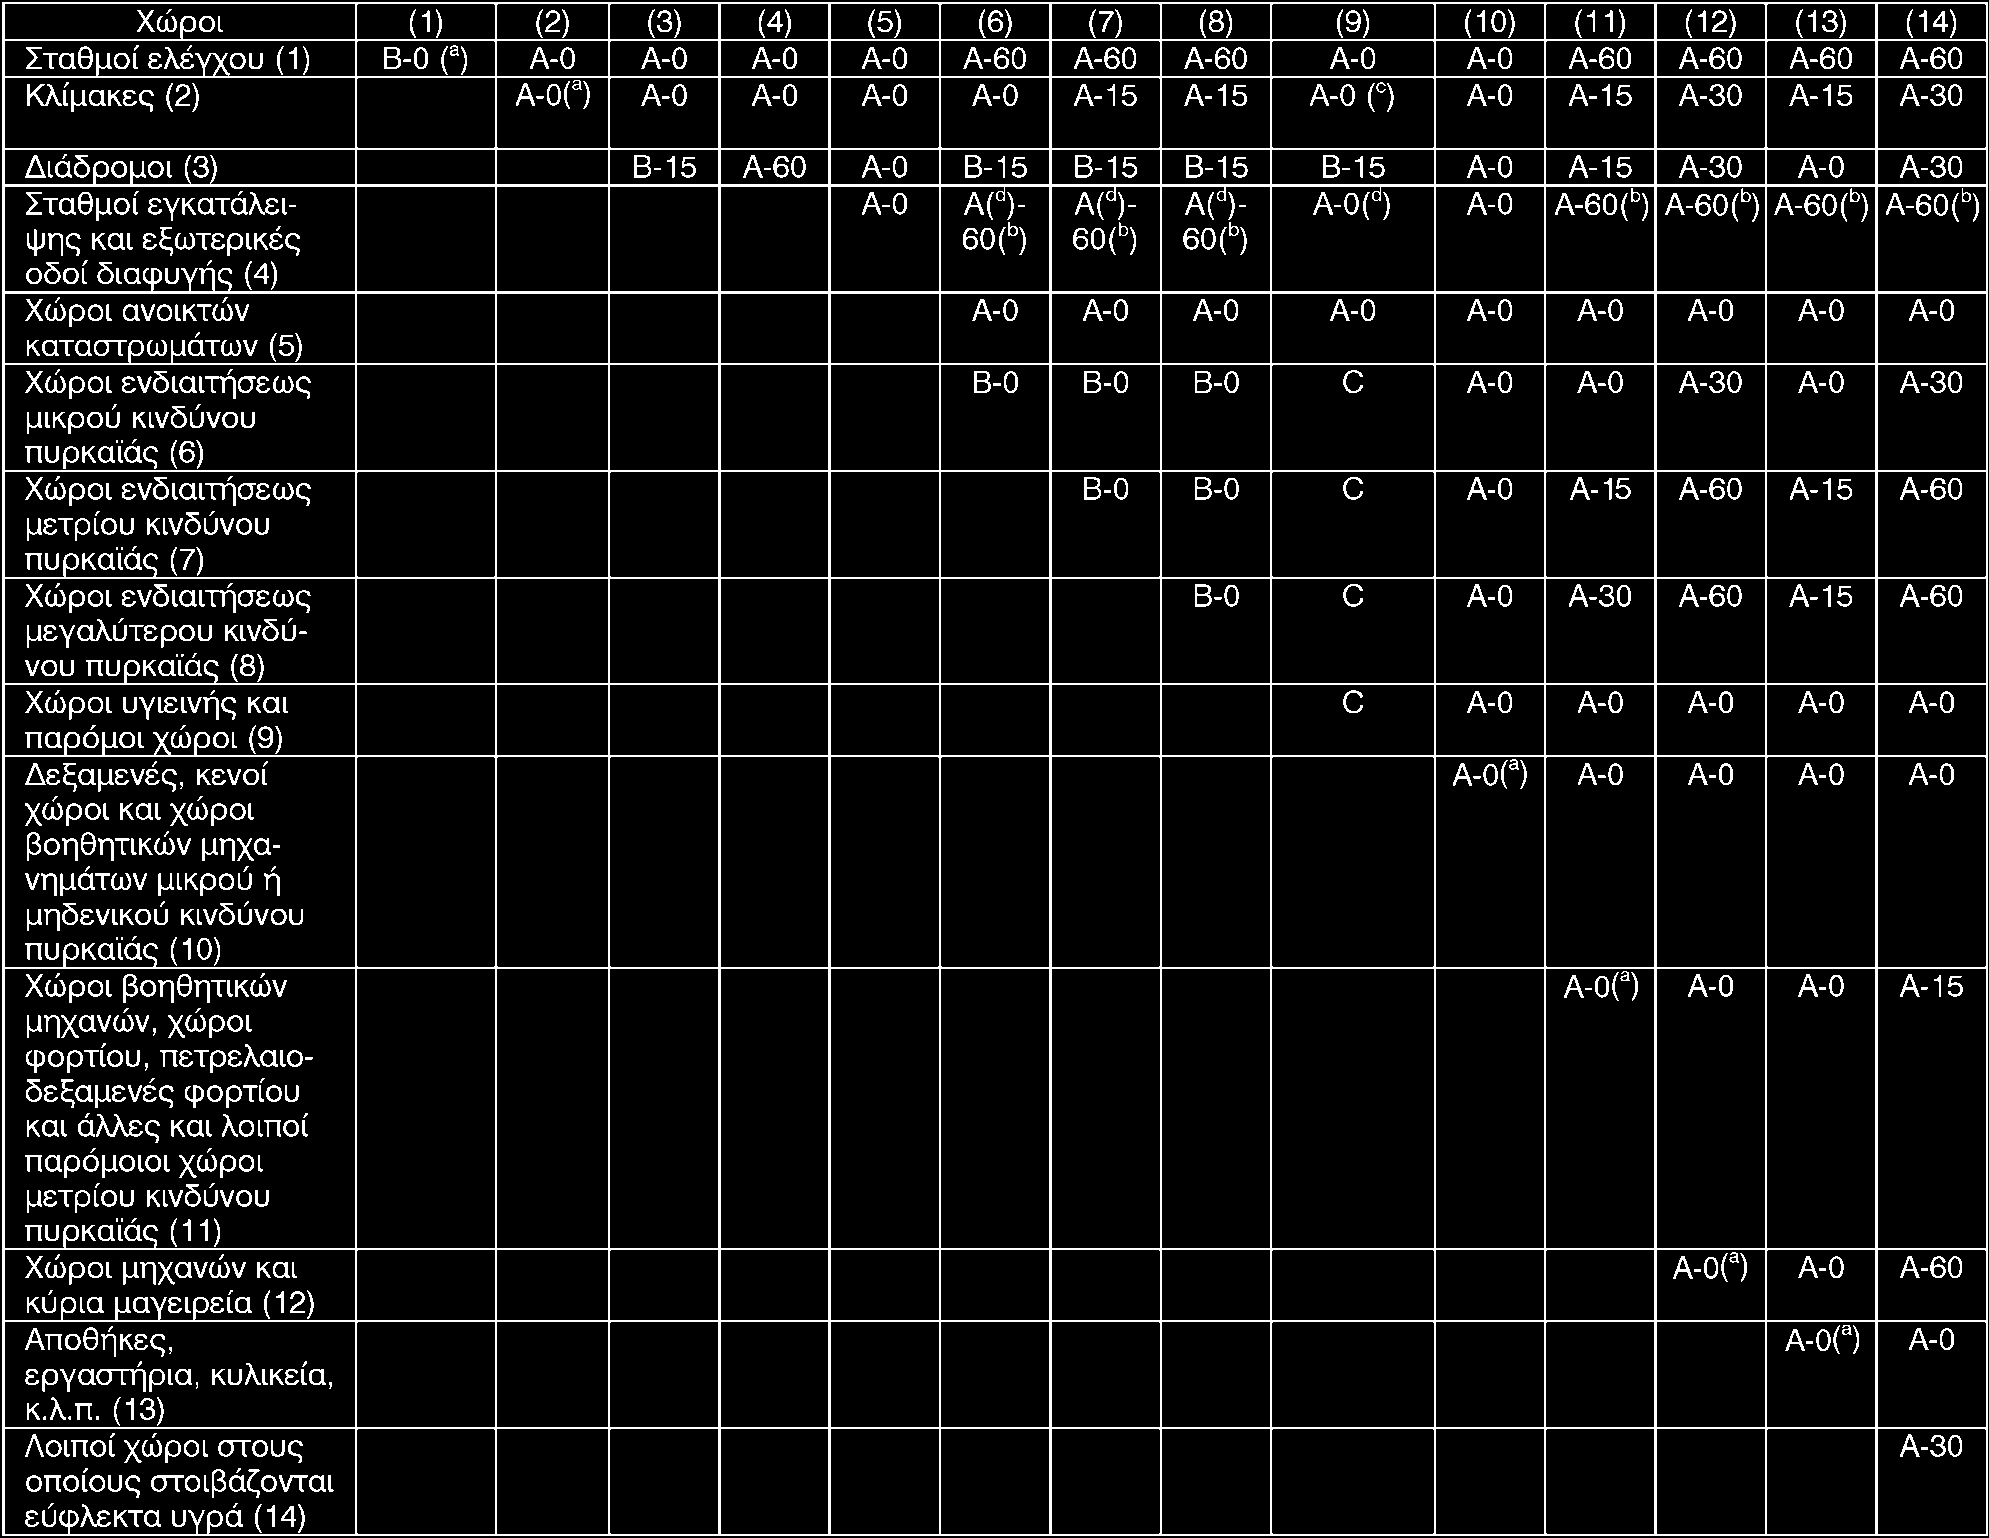 Χώροι (1) (2) (3) (4) (5) (6) (7) (8) (9) (10) (11) (12) (13) (14)
Σταθμοί ελέγχου (1) B-0 (a) A-0 A-0 A-0 A-0 A-60 A-60 A-60 A-0 A-0 A-60 A-60 A-60 A-60
Κλίμακες (2) A-0(a) A-0 A-0 A-0 A-0 A-15 A-15 A-0 (c) A-0 A-15 A-30 A-15 A-30
Διάδρομοι (3) B-15 A-60 A-0 B-15 B-15 B-15 B-15 A-0 A-15 A-30 A-0 A-30
Σταθμοί εγκατάλει- A-0 A(d)- A(d)- A(d)- A-0(d) A-0 A-60(b) A-60(b) A-60(b) A-60(b)
ψης και εξωτερικές 60(b) 60(b) 60(b)
οδοί διαφυγής (4)
Χώροι ανοικτών A-0 A-0 A-0 A-0 A-0 A-0 A-0 A-0 A-0
καταστρωμάτων (5)
Χώροι ενδιαιτήσεως B-0 B-0 B-0 C A-0 A-0 A-30 A-0 A-30
μικρού κινδύνου
πυρκαϊάς (6)
Χώροι ενδιαιτήσεως B-0 B-0 C A-0 A-15 A-60 A-15 A-60
μετρίου κινδύνου
πυρκαϊάς (7)
Χώροι ενδιαιτήσεως B-0 C A-0 A-30 A-60 A-15 A-60
μεγαλύτερου κινδύ-
νου πυρκαϊάς (8)
Χώροι υγιεινής και C A-0 A-0 A-0 A-0 A-0
παρόμοι χώροι (9)
Δεξαμενές, κενοί A-0(a) A-0 A-0 A-0 A-0
χώροι και χώροι
βοηθητικών μηχα-
νημάτων μικρού ή
μηδενικού κινδύνου
πυρκαϊάς (10)
Χώροι βοηθητικών A-0(a) A-0 A-0 A-15
μηχανών, χώροι
φορτίου, πετρελαιο-
δεξαμενές φορτίου
και άλλες και λοιποί
παρόμοιοι χώροι
μετρίου κινδύνου
πυρκαϊάς (11)
Χώροι μηχανών και A-0(a) A-0 A-60
κύρια μαγειρεία (12)
Αποθήκες, A-0(a) A-0
εργαστήρια, κυλικεία,
κ.λ.π. (13)
Λοιποί χώροι στους A-30
οποίους στοιβάζονται
εύφλεκτα υγρά (14)